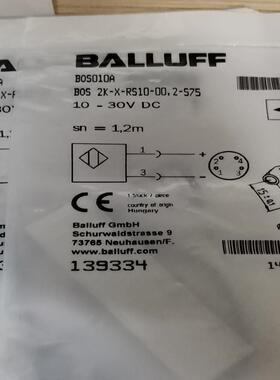 BALLUFF
BOS010A
BOS 2K-X-RS10-00,2-S75
10 - 30V DC
sn = 1,2m
1
+
3
-
1 Stück / piece
country of origin
Hungary
CE
Balluff GmbH
Schurwaldstrasse 9
73765 Neuhausen/F.
www.balluff.com
139334